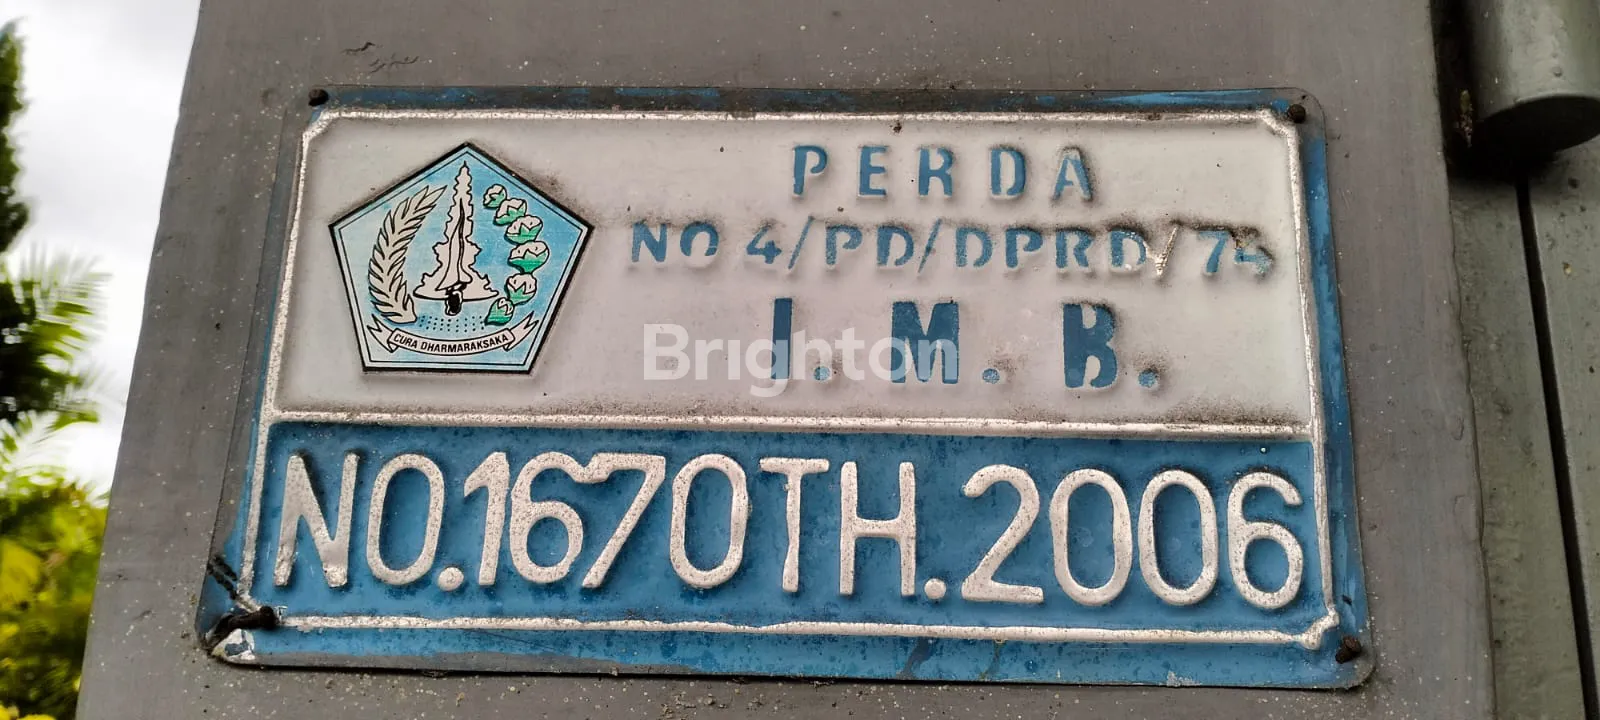 PERDA
NO 4/PD/DPRD/74
I. M. B.
CURA DHARMARAKSAKA
Brighton
NO.1670TH.2006